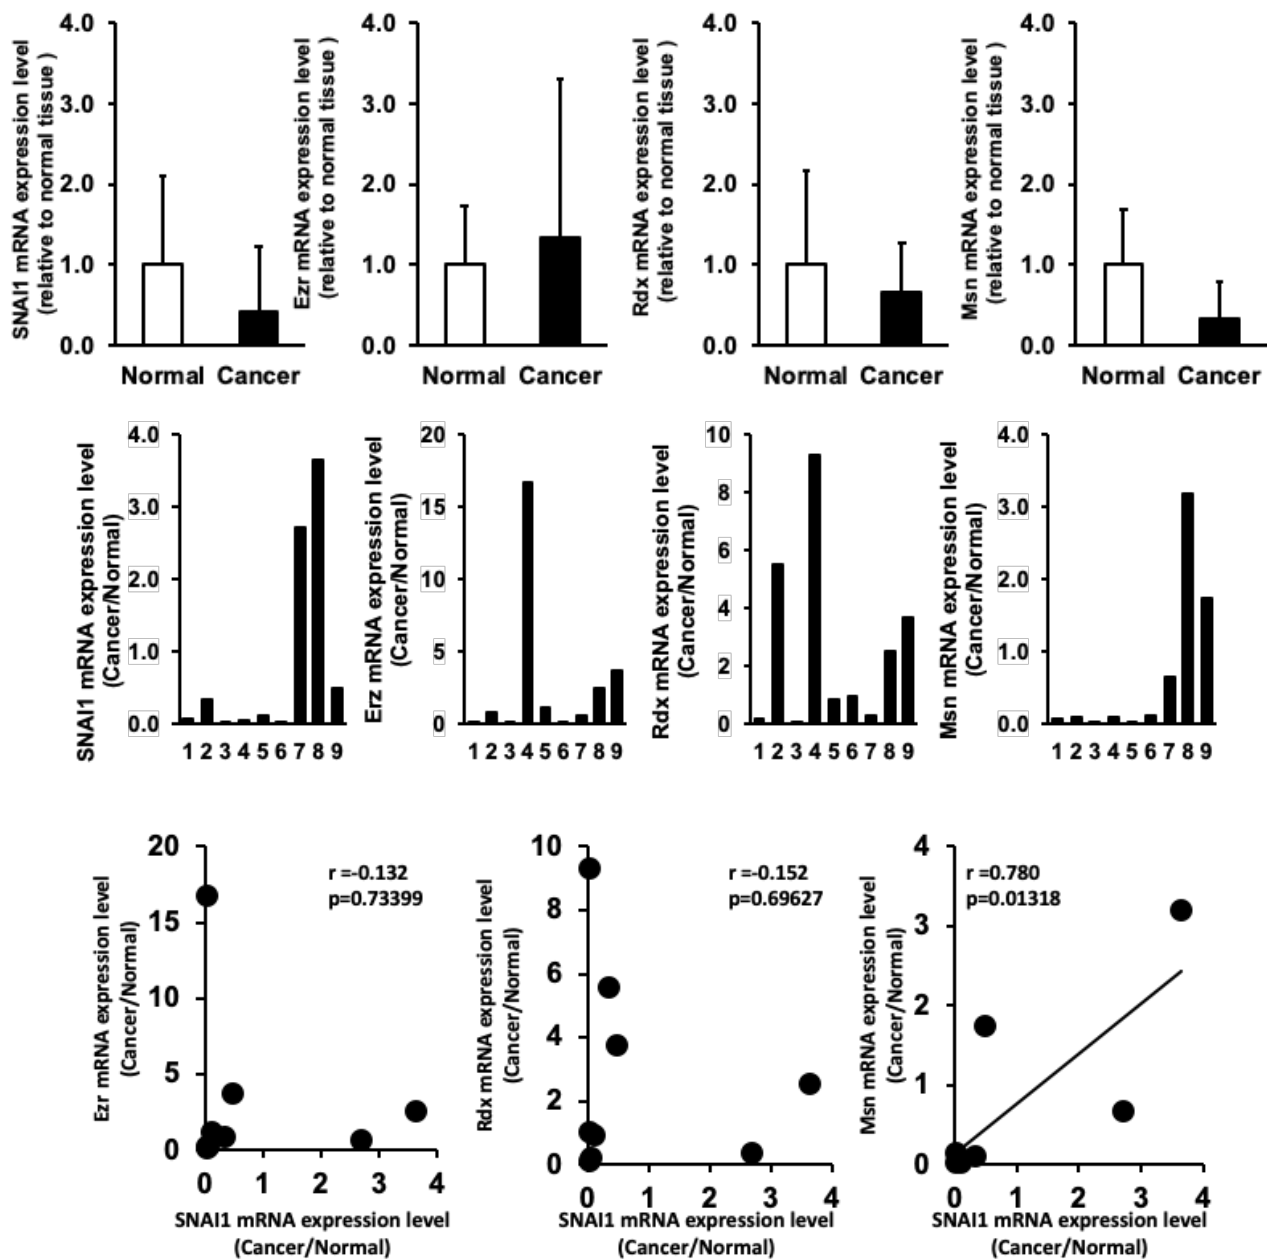 SNAI1 mRNA expression level
(relative to normal tissue )
4.0
3.0
2.0
1.0
0.0
Normal Cancer
Ezr mRNA expression level
(relative to normal tissue )
4.0
3.0
2.0
1.0
0.0
Normal Cancer
Rdx mRNA expression level
(relative to normal tissue )
4.0
3.0
2.0
1.0
0.0
Normal Cancer
Msn mRNA expression level
(relative to normal tissue )
4.0
3.0
2.0
1.0
0.0
Normal Cancer
SNAI1 mRNA expression level
(Cancer/Normal)
4.0
3.0
2.0
1.0
0.0
1 2 3 4 5 6 7 8 9
Erz mRNA expression level
(Cancer/Normal)
20
15
10
5
0
1 2 3 4 5 6 7 8 9
Rdx mRNA expression level
(Cancer/Normal)
10
8
6
4
2
0
1 2 3 4 5 6 7 8 9
Msn mRNA expression level
(Cancer/Normal)
4.0
3.0
2.0
1.0
0.0
1 2 3 4 5 6 7 8 9
Ezr mRNA expression level
(Cancer/Normal)
20
15
10
5
0
r =-0.132
p=0.73399
0 1 2 3 4
SNAI1 mRNA expression level
(Cancer/Normal)
Rdx mRNA expression level
(Cancer/Normal)
10
8
6
4
2
0
r =-0.152
p=0.69627
0 1 2 3 4
SNAI1 mRNA expression level
(Cancer/Normal)
Msn mRNA expression level
(Cancer/Normal)
4
3
2
1
0
r =0.780
p=0.01318
0 1 2 3 4
SNAI1 mRNA expression level
(Cancer/Normal)